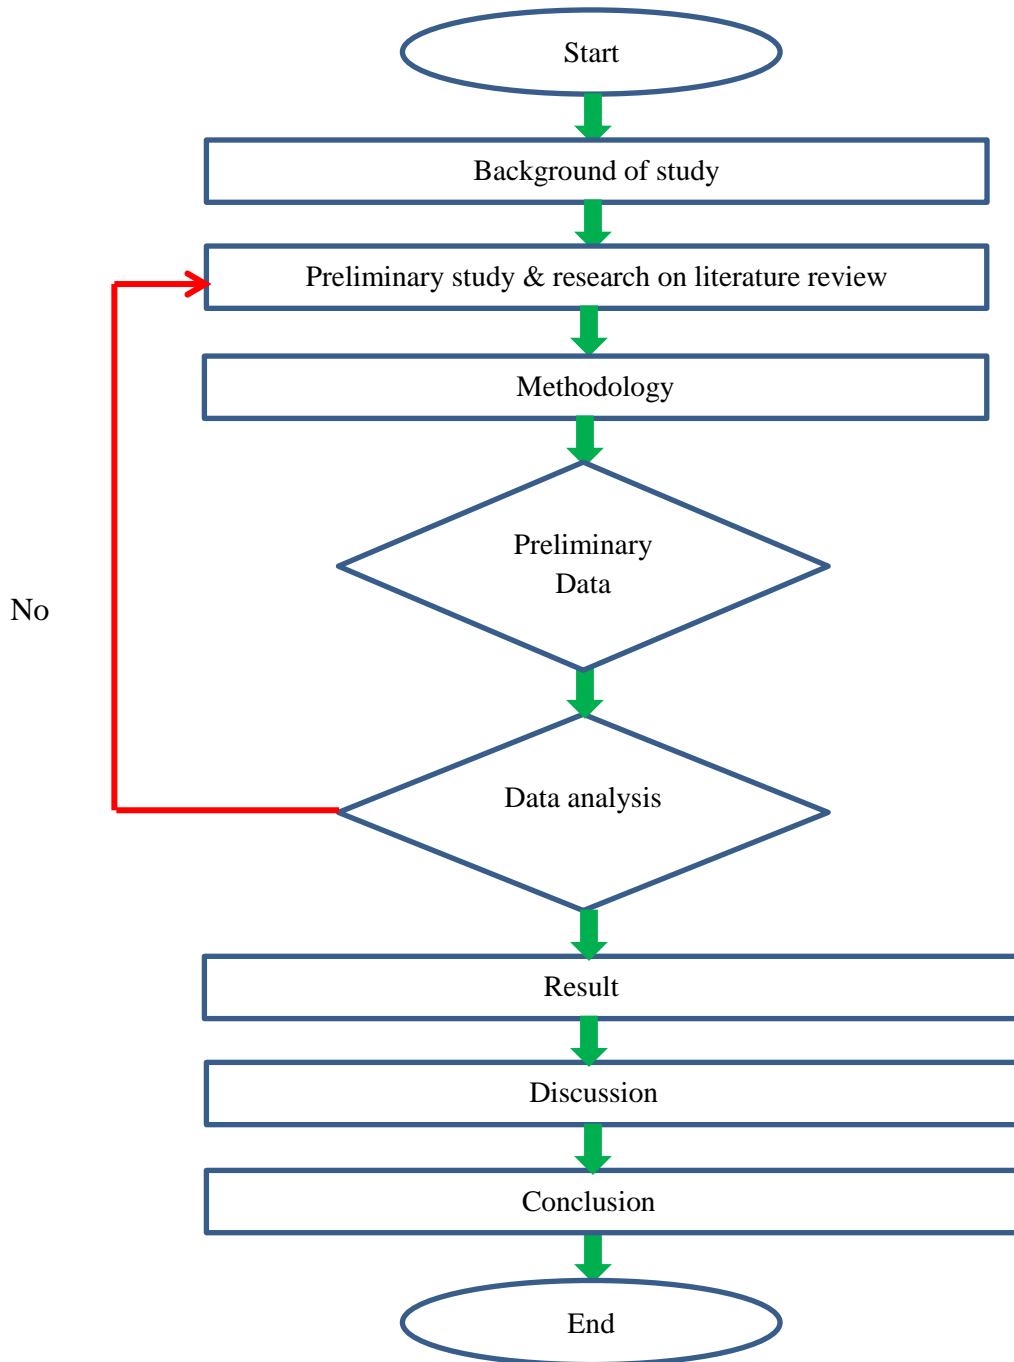 Start
Background of study
Preliminary study & research on literature review
Methodology
Preliminary
Data
No
Data analysis
Result
Discussion
Conclusion
End